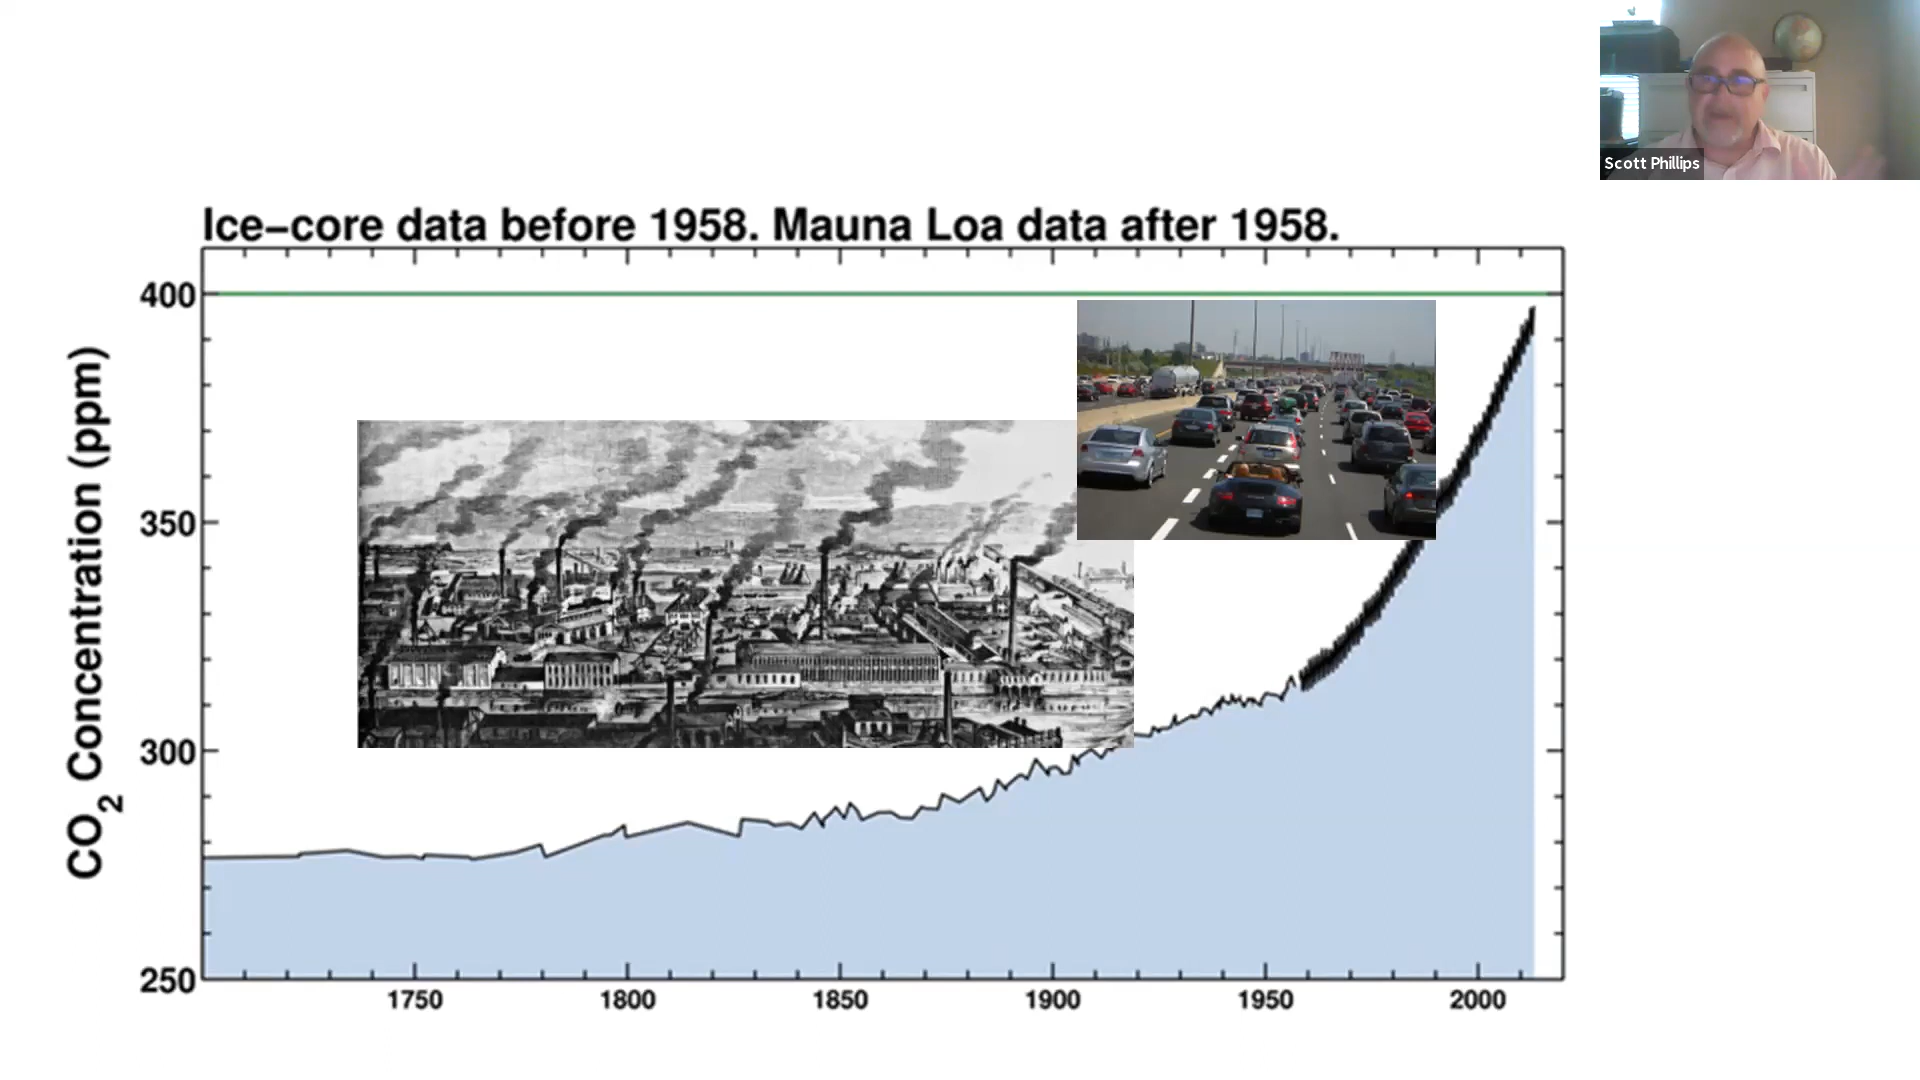 Scott Phillips
Ice-core data before 1958. Mauna Loa data after 1958.
CO2 Concentration (ppm)
400
350
300
250
1750 1800 1850 1900 1950 2000